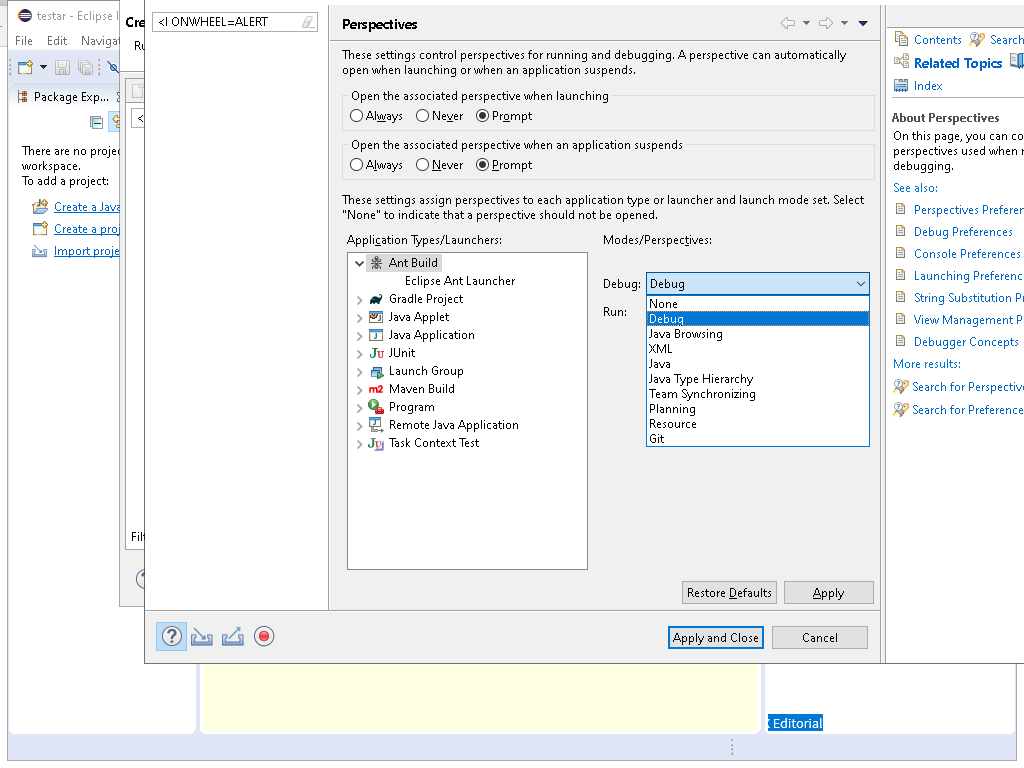 testar - Eclipse I
File Edit Navigat
Package Exp...
There are no projec
workspace.
To add a project:
Create a Java
Create a proj
Import proje
Cre
Ru
<
Filt
<I ONWHEEL=ALERT
Perspectives
These settings control perspectives for running and debugging. A perspective can automatically
open when launching or when an application suspends.
Open the associated perspective when launching
Always Never Prompt
Open the associated perspective when an application suspends
Always Never Prompt
These settings assign perspectives to each application type or launcher and launch mode set. Select
"None" to indicate that a perspective should not be opened.
Application Types/Launchers:
Ant Build
Eclipse Ant Launcher
Gradle Project
Java Applet
Java Application
JUnit
Launch Group
m2 Maven Build
Program
Remote Java Application
Task Context Test
Modes/Perspectives:
Debug: Debug
Run:
None
Debug
Java Browsing
XML
Java
Java Type Hierarchy
Team Synchronizing
Planning
Resource
Git
Restore Defaults Apply
Apply and Close Cancel
Contents Search
Related Topics
Index
About Perspectives
On this page, you can co
perspectives used when r
debugging.
See also:
Perspectives Preferen
Debug Preferences
Console Preferences
Launching Preferenc
String Substitution Pr
View Management P
Debugger Concepts
More results:
Search for Perspective
Search for Preference
Editorial